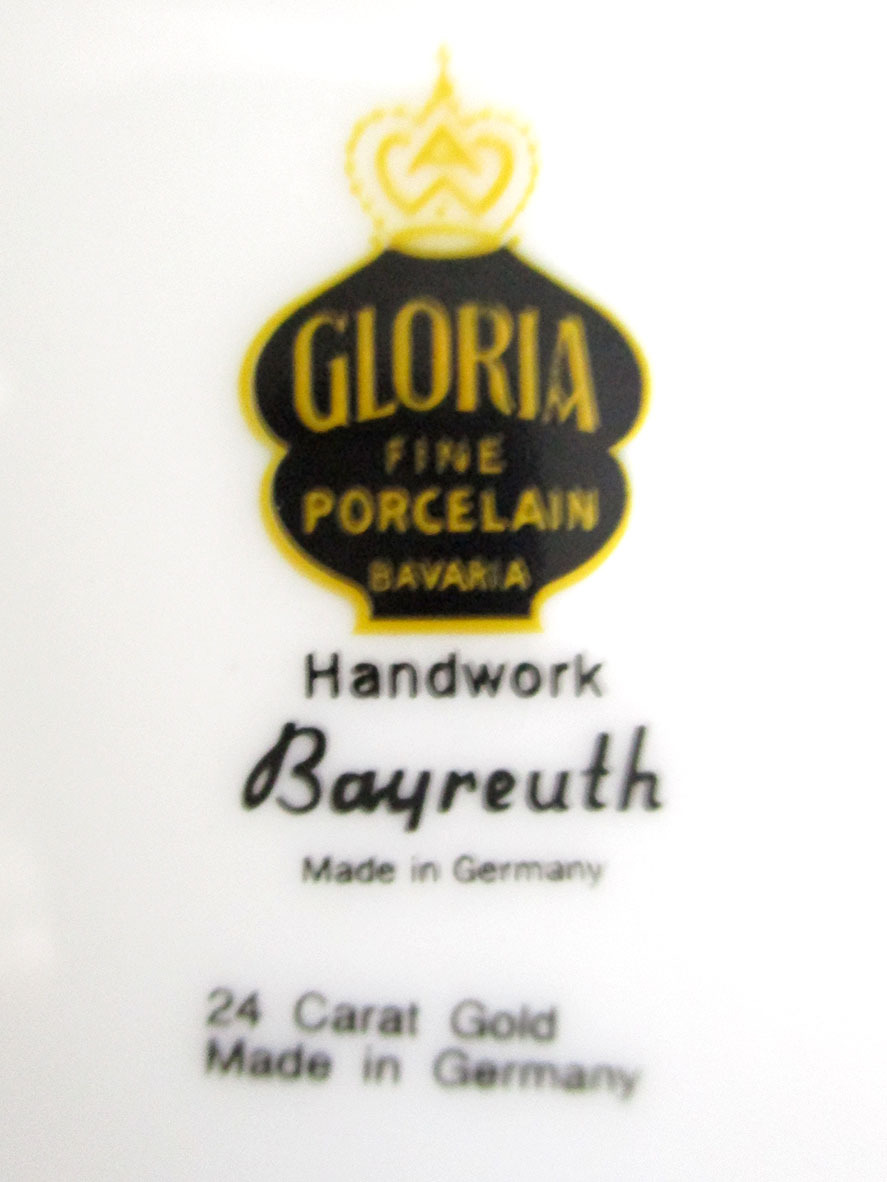 GLORIA
FINE
PORCELAIN
BAVARIA
Handwork
Bayreuth
Made in Germany
24 Carat Gold
Made in Germany